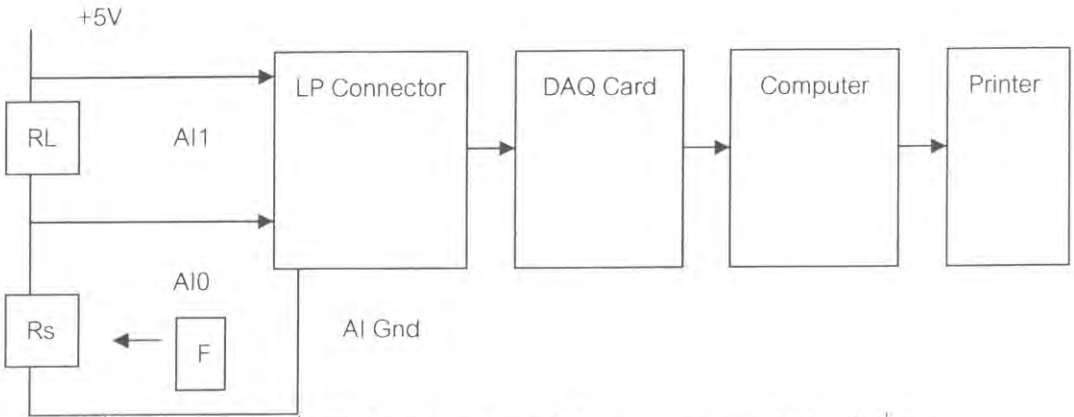 +5V
LP Connector
DAQ Card
Computer
Printer
RL
AI1
AI0
Rs
F
AI Gnd